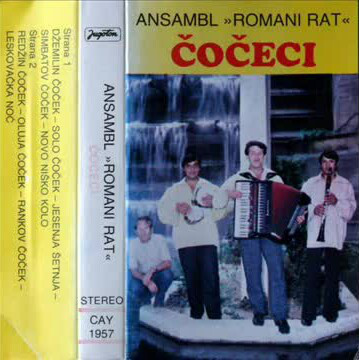 ANSAMBL »ROMANI RAT«
ČOČECI
Jugoton
ANSAMBL »ROMANI RAT«
ČOČECI
STEREO
CAY
1957
Strana 1
DŽEMILIN ČOČEK – SOLO ČOČEK – JESENJA ŠETNJA –
SIMBATOV ČOČEK – NOVO NIŠKO KOLO
Strana 2
REDŽIN ČOČEK – OLUJA ČOČEK – RANKOV ČOČEK –
LESKOVAČKA NOĆ